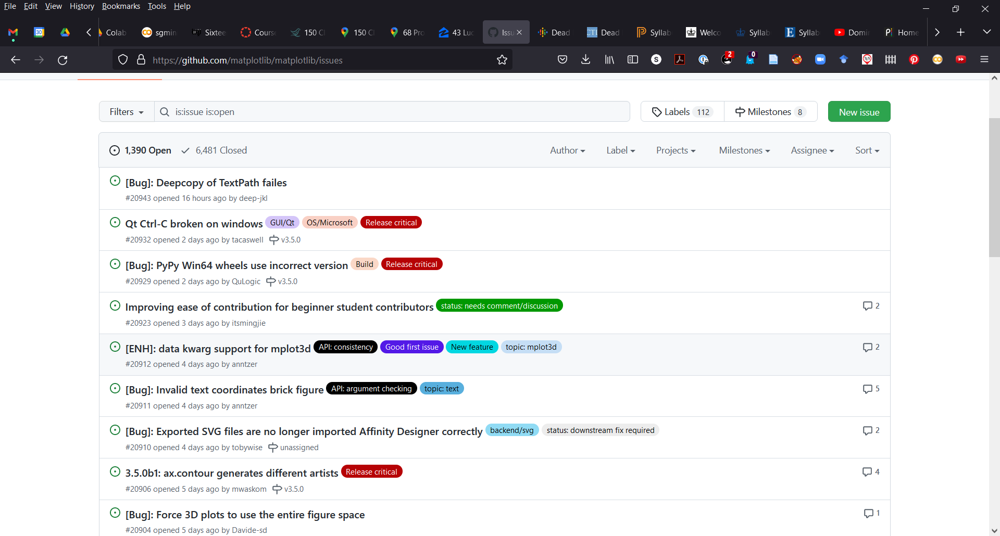 File Edit View History Bookmarks Tools Help
30 Colab sgmin Sixtee Course 150 Cl 150 Cl 68 Pro 43 Luc Issu Dead CTL Dead Syllab Welco Syllab E Syllab Domin Home
https://github.com/matplotlib/matplotlib/issues S 2 0
Filters is:issue is:open Labels 112 Milestones 8 New issue
1,390 Open 6,481 Closed Author Label Projects Milestones Assignee Sort
[Bug]: Deepcopy of TextPath failes
#20943 opened 16 hours ago by deep-jkl
Qt Ctrl-C broken on windows GUI/Qt OS/Microsoft Release critical
#20932 opened 2 days ago by tacaswell v3.5.0
[Bug]: PyPy Win64 wheels use incorrect version Build Release critical
#20929 opened 2 days ago by QuLogic v3.5.0
Improving ease of contribution for beginner student contributors status: needs comment/discussion 2
#20923 opened 3 days ago by itsmingjie
[ENH]: data kwarg support for mplot3d API: consistency Good first issue New feature topic: mplot3d 2
#20912 opened 4 days ago by anntzer
[Bug]: Invalid text coordinates brick figure API: argument checking topic: text 5
#20911 opened 4 days ago by anntzer
[Bug]: Exported SVG files are no longer imported Affinity Designer correctly backend/svg status: downstream fix required 2
#20910 opened 4 days ago by tobywise unassigned
3.5.0b1: ax.contour generates different artists Release critical 4
#20906 opened 5 days ago by mwaskom v3.5.0
[Bug]: Force 3D plots to use the entire figure space 1
#20904 opened 5 days ago by Davide-sd